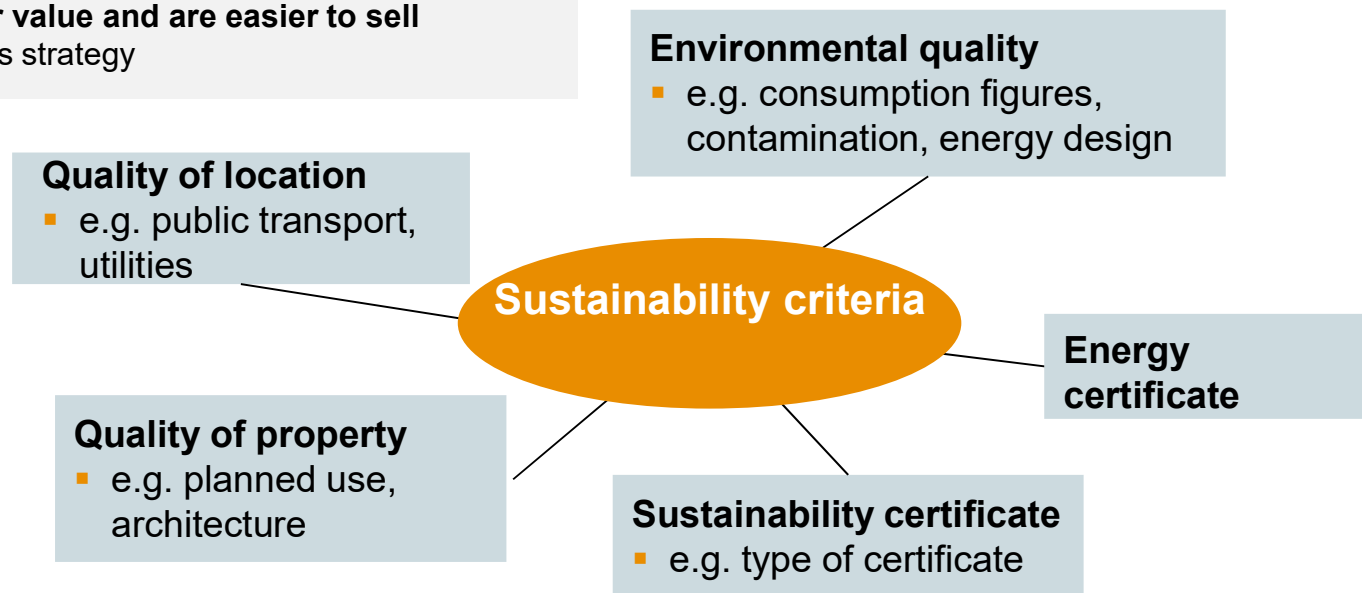 r value and are easier to sell
s strategy
Environmental quality
▪ e.g. consumption figures,
contamination, energy design
Quality of location
▪ e.g. public transport,
utilities
Sustainability criteria
Energy
certificate
Quality of property
▪ e.g. planned use,
architecture
Sustainability certificate
▪ e.g. type of certificate